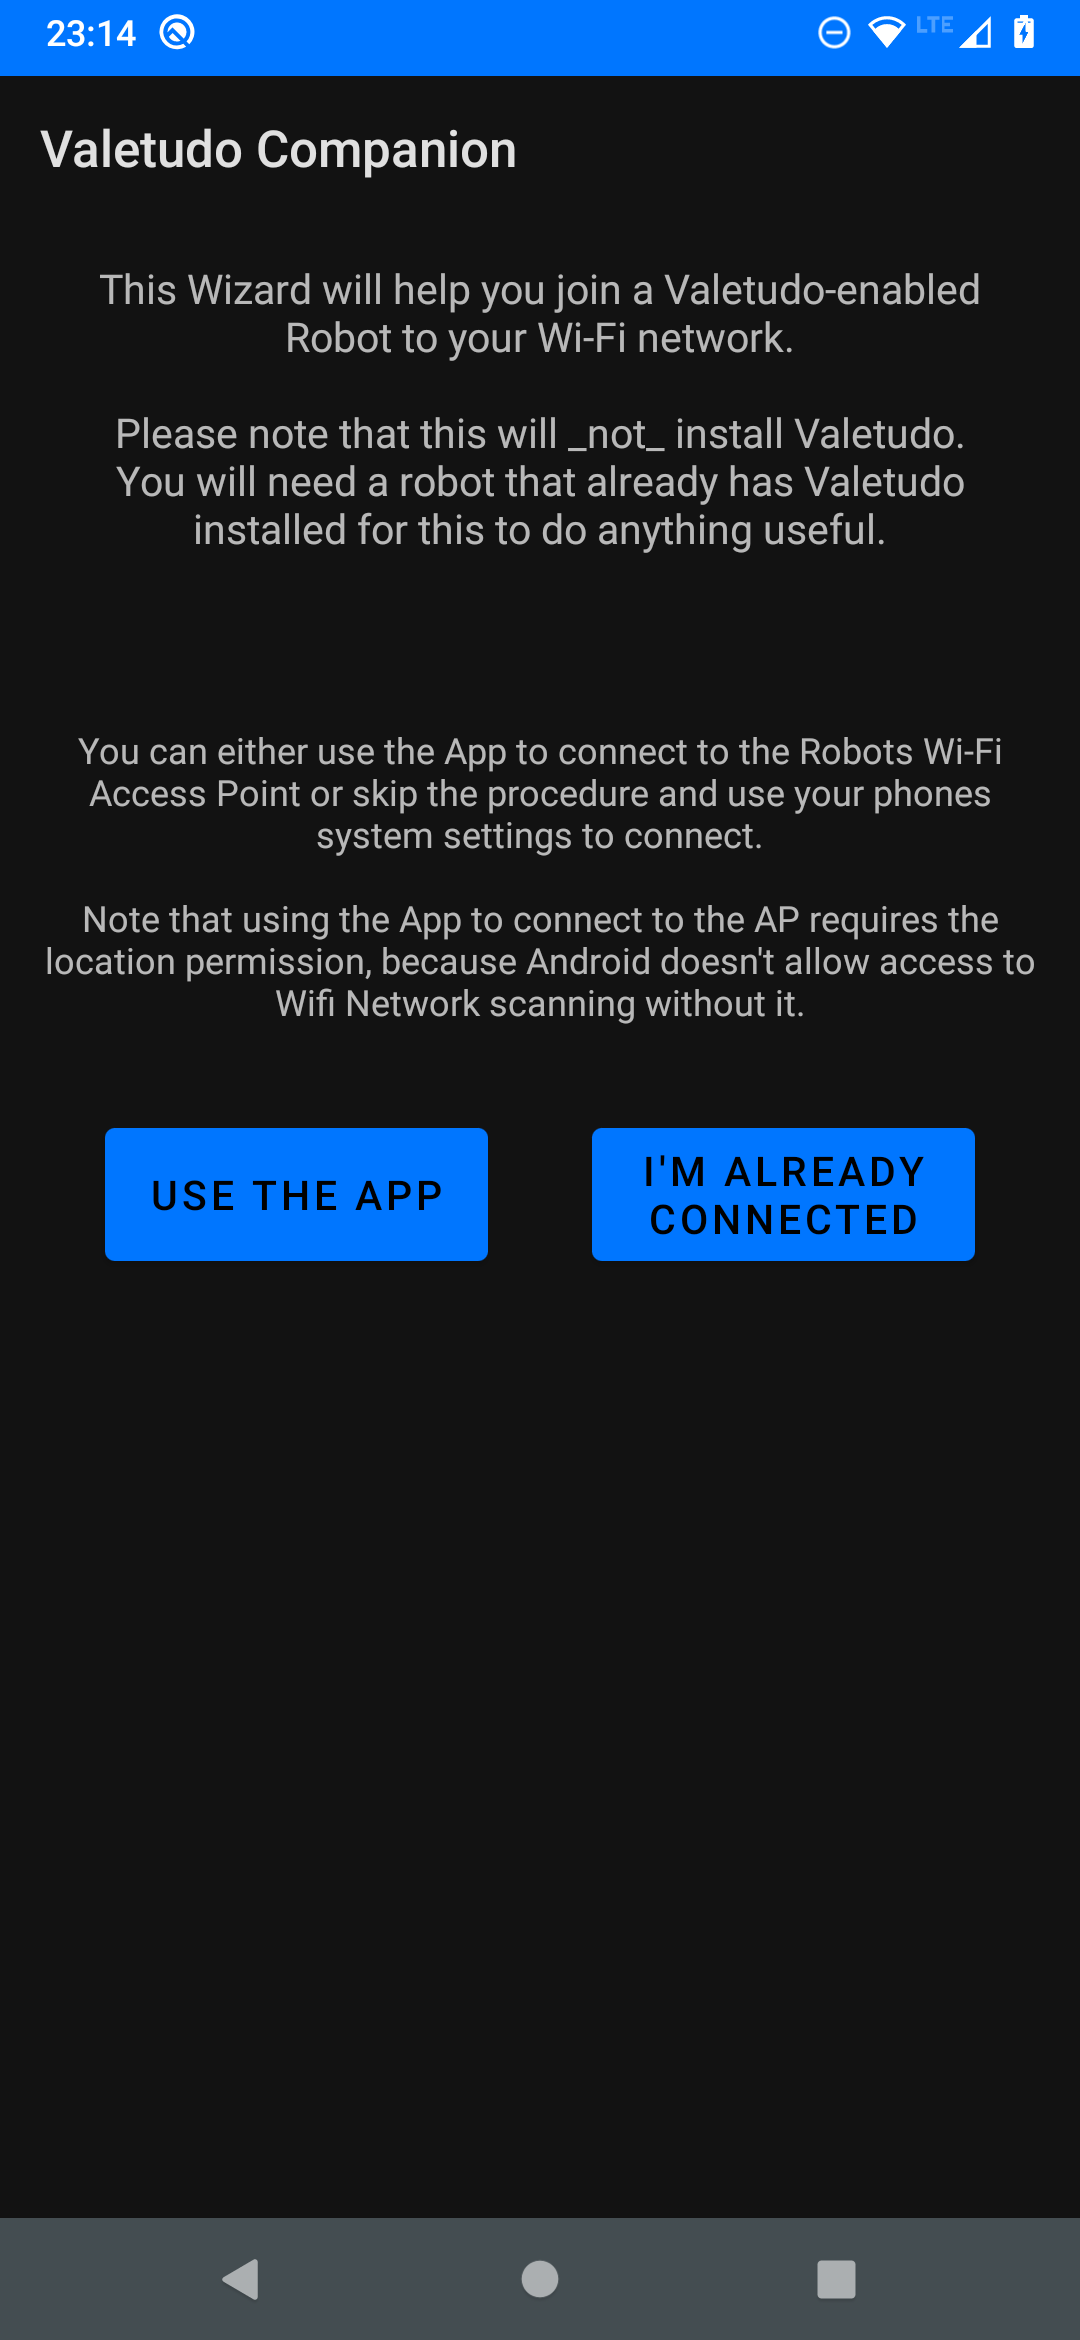 23:14
LTE
Valetudo Companion
This Wizard will help you join a Valetudo-enabled
Robot to your Wi-Fi network.
Please note that this will _not_ install Valetudo.
You will need a robot that already has Valetudo
installed for this to do anything useful.
You can either use the App to connect to the Robots Wi-Fi
Access Point or skip the procedure and use your phones
system settings to connect.
Note that using the App to connect to the AP requires the
location permission, because Android doesn't allow access to
Wifi Network scanning without it.
USE THE APP
I'M ALREADY
CONNECTED